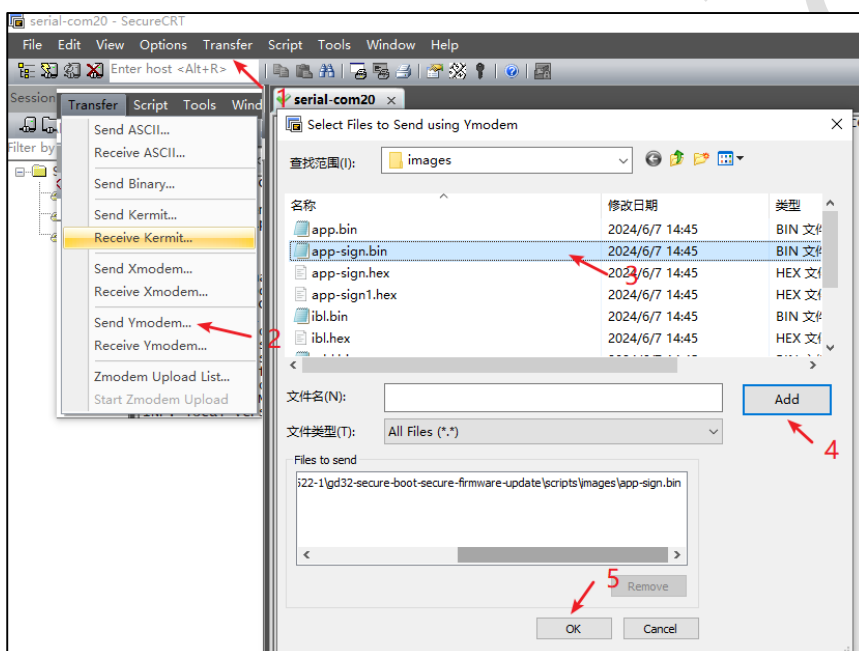 serial-com20 - SecureCRT
File Edit View Options Transfer Script Tools Window Help
Enter host <Alt+R>
1
Session
serial-com20 ×
Transfer Script Tools Wind
Filter by
Send ASCII...
Receive ASCII...
Send Binary...
Send Kermit...
Receive Kermit...
Send Xmodem...
Receive Xmodem...
Send Ymodem...
2
Receive Ymodem...
Zmodem Upload List...
Start Zmodem Upload
Select Files to Send using Ymodem
查找范围(I):
images
名称 修改日期 类型
app.bin 2024/6/7 14:45 BIN 文件
app-sign.bin 2024/6/7 14:45 BIN 文件
3
app-sign.hex 2024/6/7 14:45 HEX 文件
app-sign1.hex 2024/6/7 14:45 HEX 文件
ibl.bin 2024/6/7 14:45 BIN 文件
ibl.hex 2024/6/7 14:45 HEX 文件
文件名(N):
Add
文件类型(T):
All Files (*.*)
4
Files to send
522-1\gd32-secure-boot-secure-firmware-update\scripts\images\app-sign.bin
5
Remove
OK
Cancel